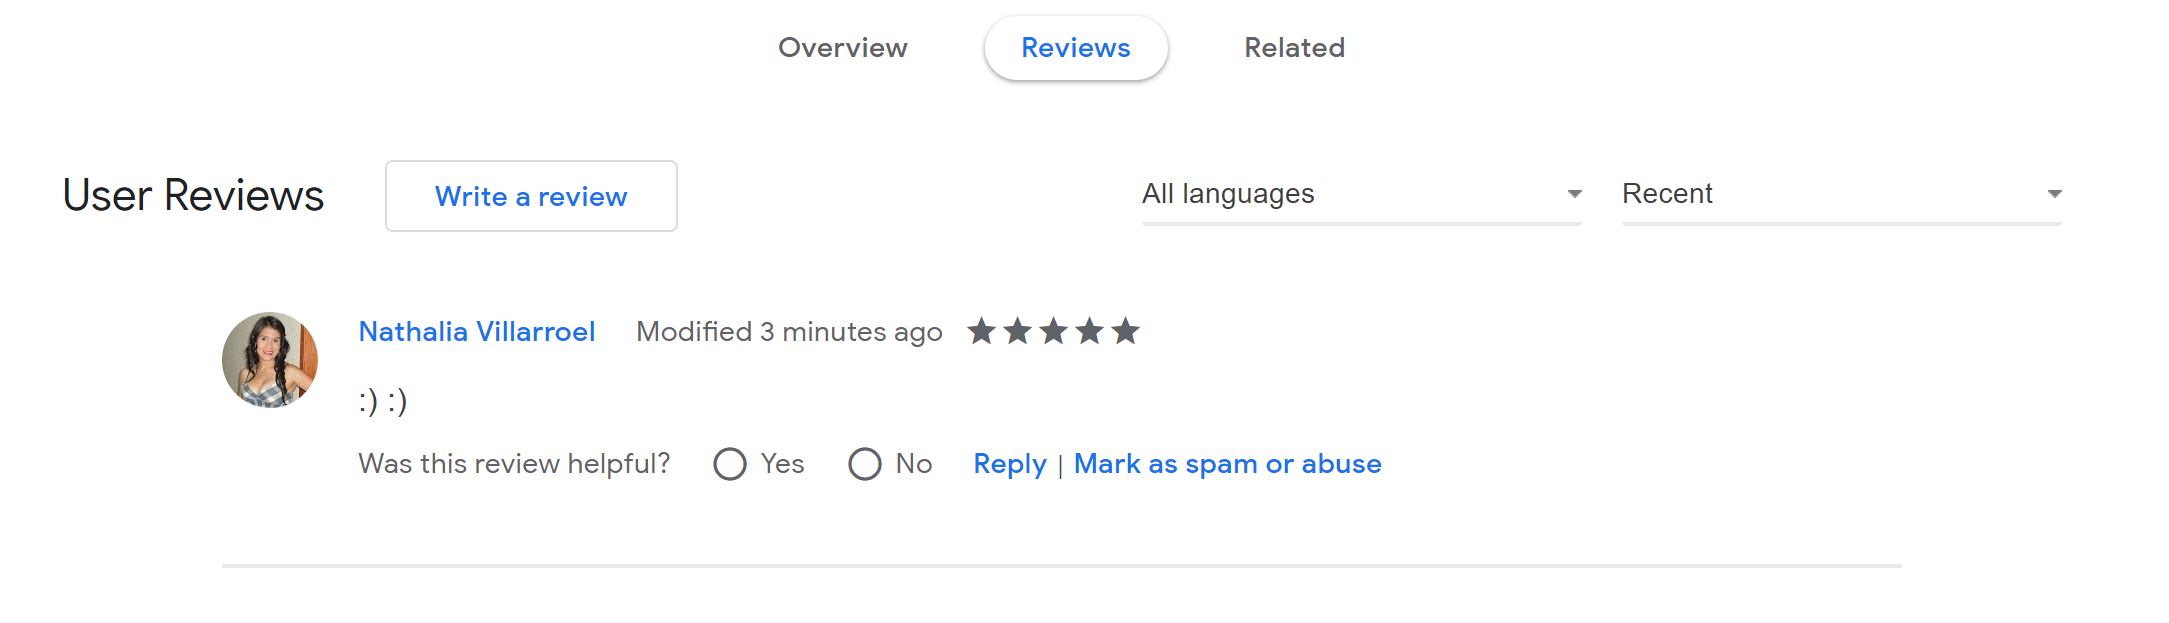 Overview Reviews Related
User Reviews Write a review All languages Recent
Nathalia Villarroel Modified 3 minutes ago
:) :)
Was this review helpful? Yes No Reply | Mark as spam or abuse